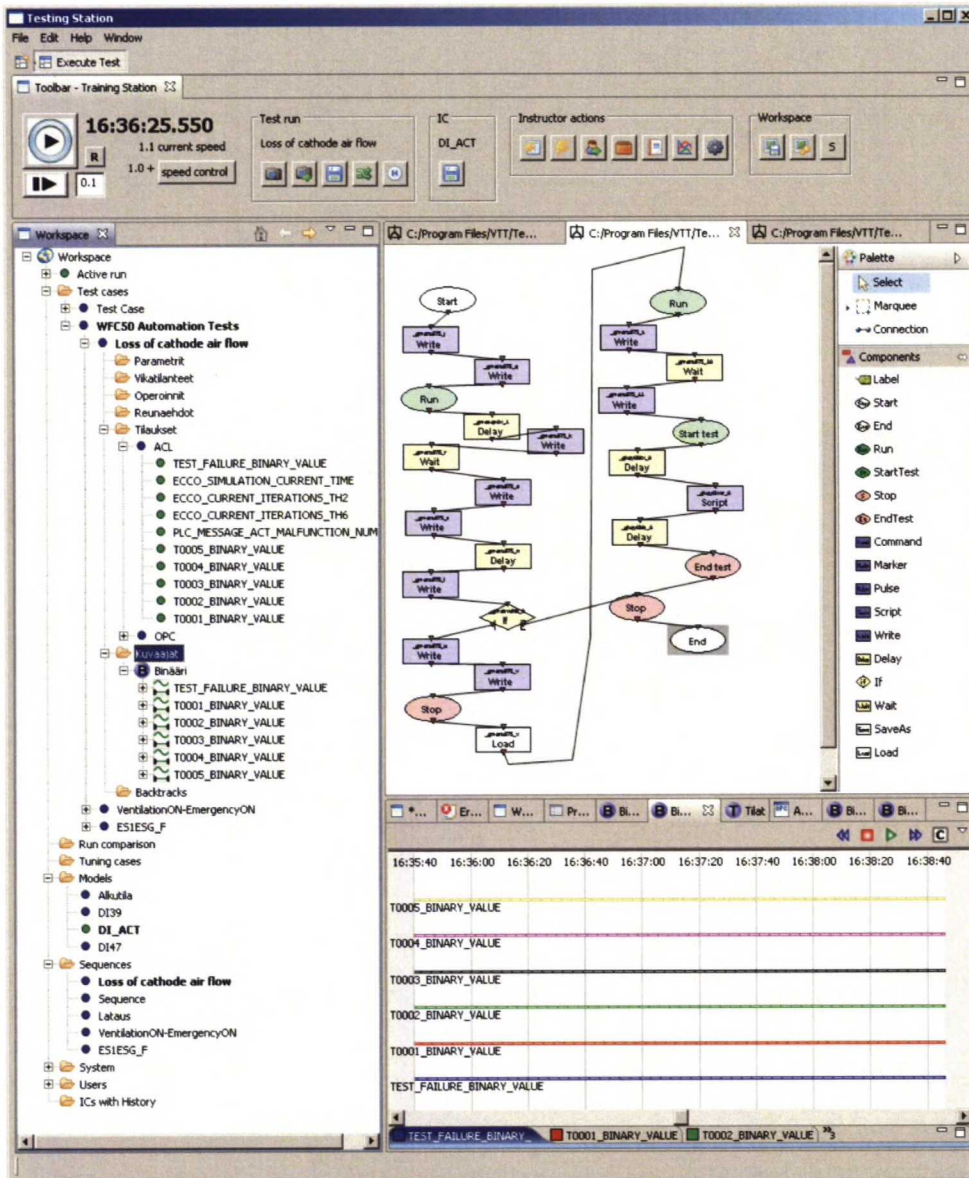 Testing Station
File Edit Help Window
Execute Test
Toolbar - Training Station
16:36:25.550
1.1 current speed
R
1.0 + speed control
0.1
Test run
Loss of cathode air flow
IC
DI_ACT
Instructor actions
Workspace
S
Workspace
Workspace
Active run
Test cases
Test Case
WFC50 Automation Tests
Loss of cathode air flow
Parametrit
Vikatilanteet
Operoinnit
Reunaehdot
Tilaukset
ACL
TEST_FAILURE_BINARY_VALUE
ECCO_SIMULATION_CURRENT_TIME
ECCO_CURRENT_ITERATIONS_TH2
ECCO_CURRENT_ITERATIONS_TH6
PLC_MESSAGE_ACT_MALFUNCTION_NUM
T0005_BINARY_VALUE
T0004_BINARY_VALUE
T0003_BINARY_VALUE
T0002_BINARY_VALUE
T0001_BINARY_VALUE
OPC
Kuvaajat
B Binääri
TEST_FAILURE_BINARY_VALUE
T0001_BINARY_VALUE
T0002_BINARY_VALUE
T0003_BINARY_VALUE
T0004_BINARY_VALUE
T0005_BINARY_VALUE
Backtracks
VentilationON-EmergencyON
ES1ESG_F
Run comparison
Tuning cases
Models
Alkutila
DI39
DI_ACT
DI47
Sequences
Loss of cathode air flow
Sequence
Lataus
VentilationON-EmergencyON
ES1ESG_F
System
Users
ICs with History
C:/Program Files/VTT/Te...
C:/Program Files/VTT/Te...
C:/Program Files/VTT/Te...
Start
Write
Write
Run
Delay
Write
Wait
Write
Write
Delay
Write
If
Write
Write
Stop
Load
Run
Write
Wait
Write
Start test
Delay
Script
Delay
End test
Stop
End
Palette
Select
Marquee
Connection
Components
Label
Start
End
Run
StartTest
Stop
EndTest
Command
Marker
Pulse
Script
Write
Delay
If
Wait
SaveAs
Load
*...
Er...
W...
Pr...
B Bi...
B Bi...
T Tilat
A...
B Bi...
B Bi...
C
16:35:40 16:36:00 16:36:20 16:36:40 16:37:00 16:37:20 16:37:40 16:38:00 16:38:20 16:38:40
T0005_BINARY_VALUE
T0004_BINARY_VALUE
T0003_BINARY_VALUE
T0002_BINARY_VALUE
T0001_BINARY_VALUE
TEST_FAILURE_BINARY_VALUE
TEST_FAILURE_BINARY_
T0001_BINARY_VALUE
T0002_BINARY_VALUE
»3